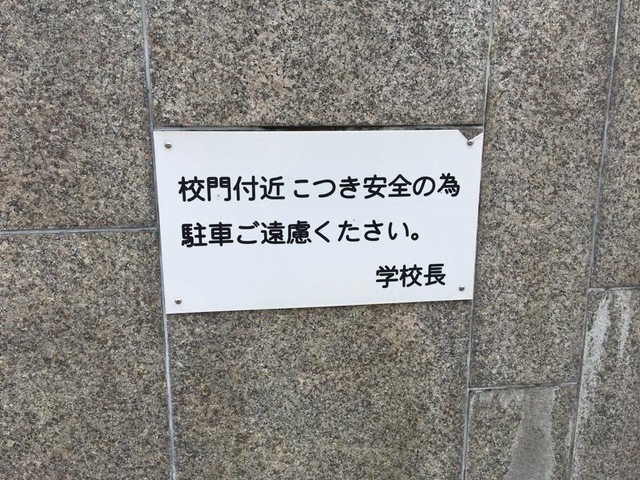 校門付近こつき安全の為
駐車ご遠慮くたさい。
学校長